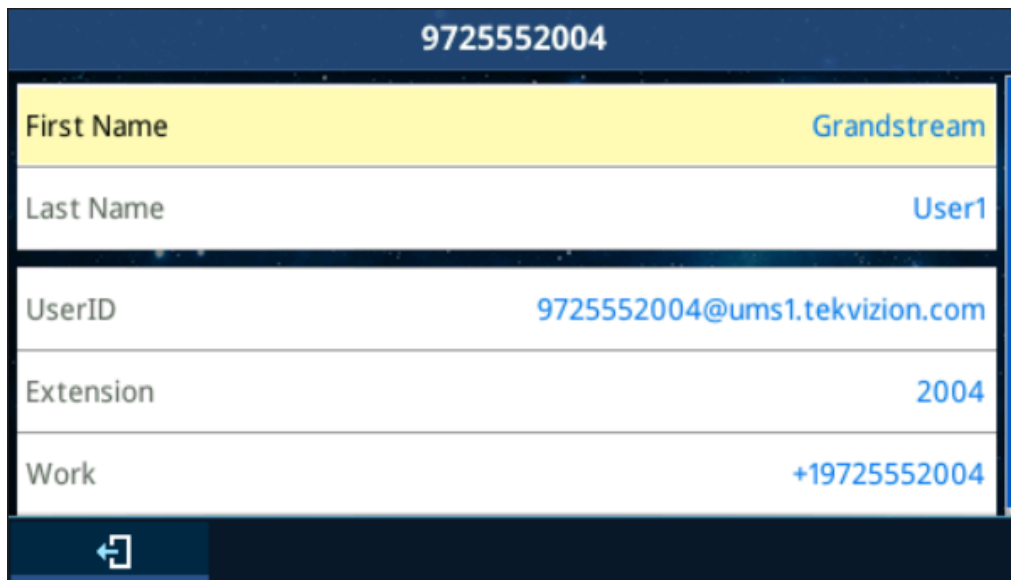 9725552004
First Name Grandstream
Last Name User1
UserID 9725552004@ums1.tekvizion.com
Extension 2004
Work +19725552004